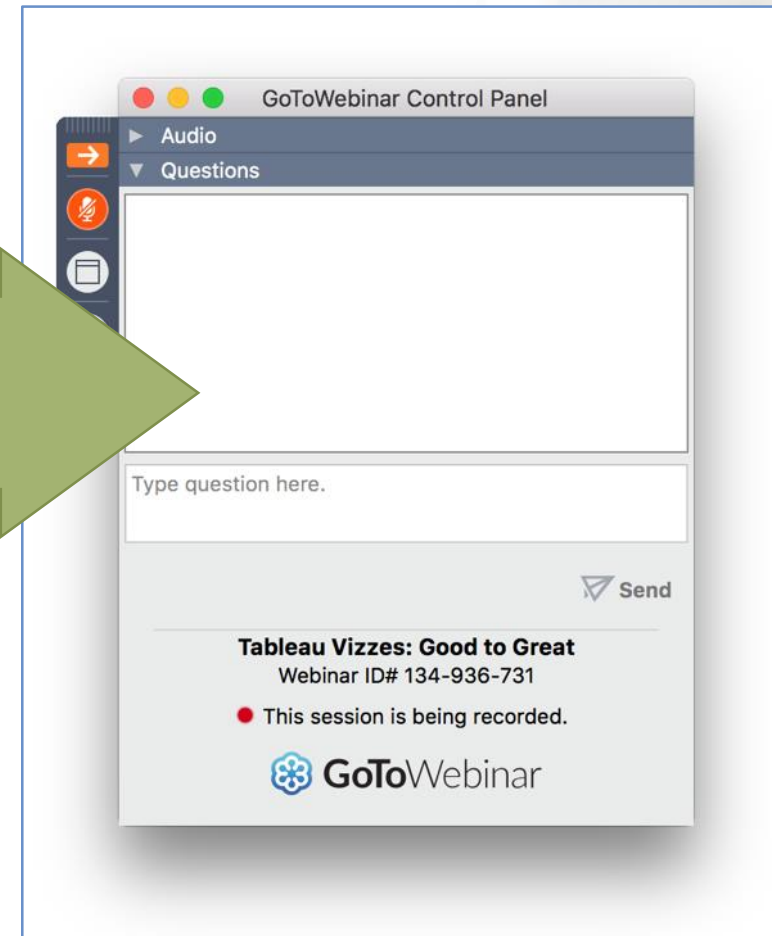 GoToWebinar Control Panel
Audio
Questions
Type question here.
Send
Tableau Vizzes: Good to Great
Webinar ID# 134-936-731
This session is being recorded.
GoToWebinar